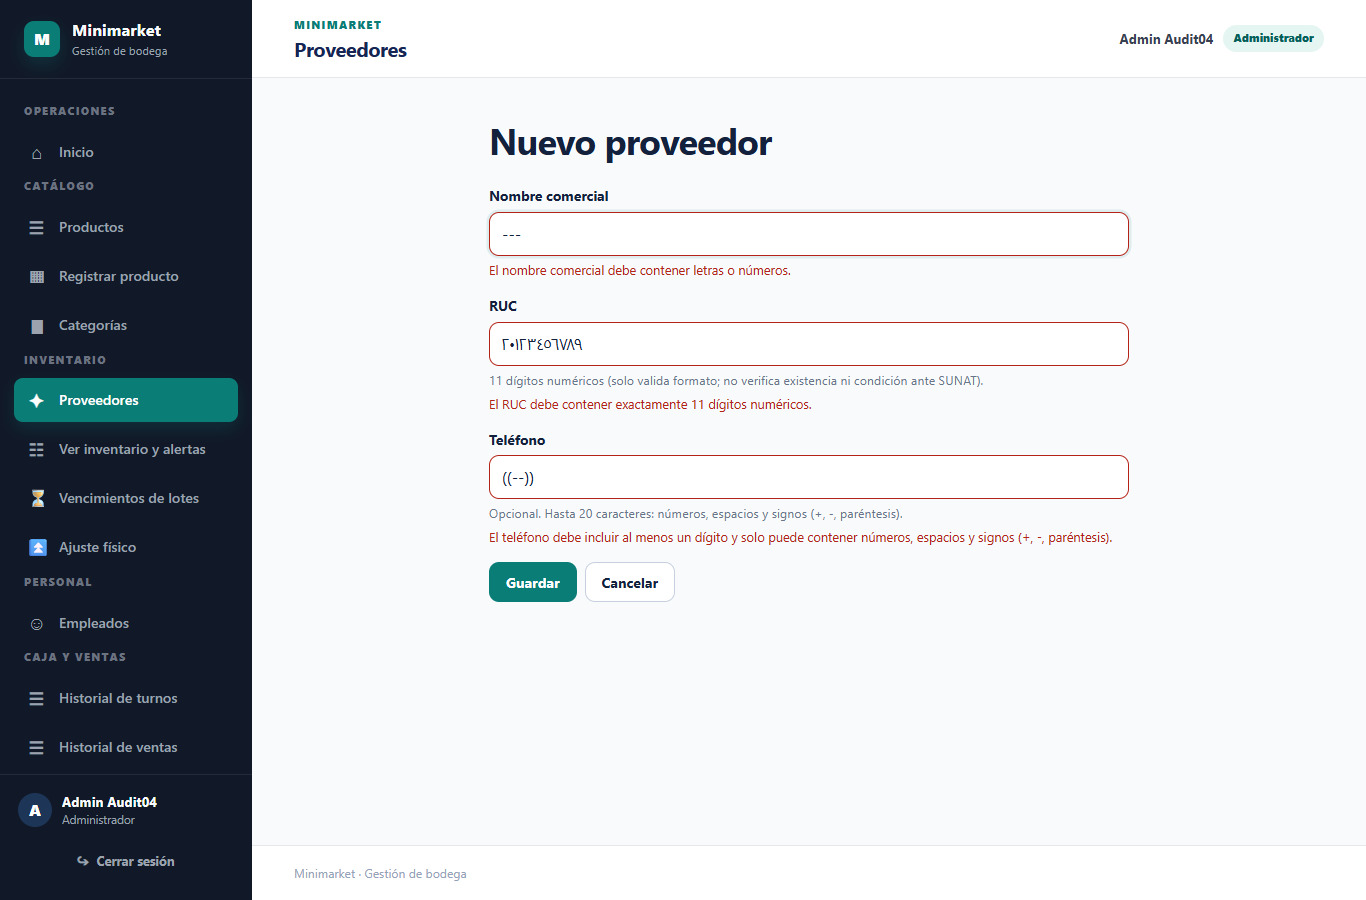 M
Minimarket
Gestión de bodega
OPERACIONES
Inicio
CATÁLOGO
Productos
Registrar producto
Categorías
INVENTARIO
Proveedores
Ver inventario y alertas
Vencimientos de lotes
Ajuste físico
PERSONAL
Empleados
CAJA Y VENTAS
Historial de turnos
Historial de ventas
A
Admin Audit04
Administrador
Cerrar sesión
MINIMARKET
Proveedores
Admin Audit04 Administrador
Nuevo proveedor
Nombre comercial
---
El nombre comercial debe contener letras o números.
RUC
٢٠١٢٣٤٥٦٧٨٩
11 dígitos numéricos (solo valida formato; no verifica existencia ni condición ante SUNAT).
El RUC debe contener exactamente 11 dígitos numéricos.
Teléfono
((--))
Opcional. Hasta 20 caracteres: números, espacios y signos (+, -, paréntesis).
El teléfono debe incluir al menos un dígito y solo puede contener números, espacios y signos (+, -, paréntesis).
Guardar Cancelar
Minimarket · Gestión de bodega